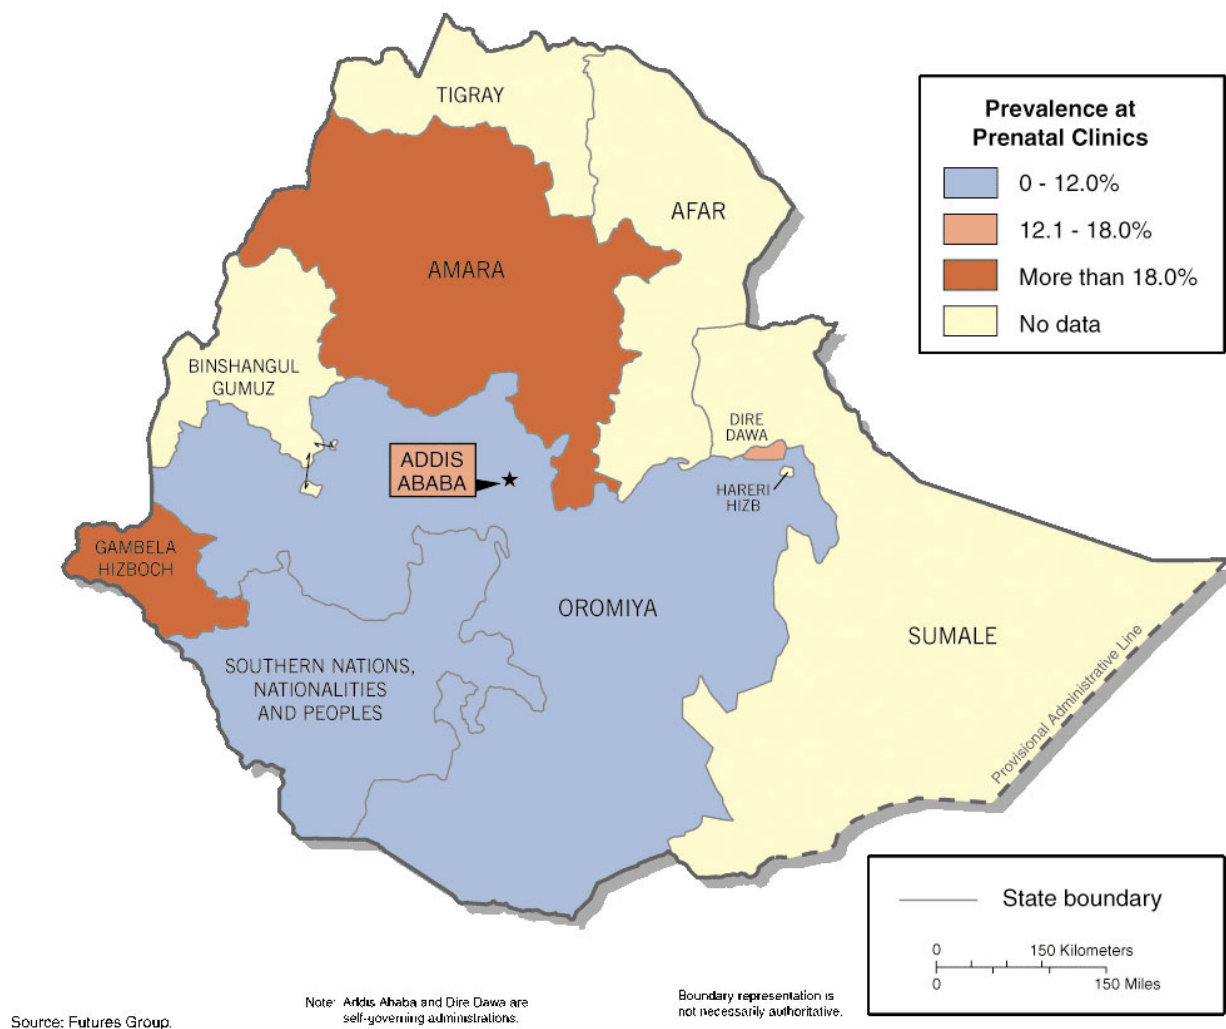 TIGRAY
AFAR
AMARA
BINSHANGUL
GUMUZ
DIRE
DAWA
ADDIS
ABABA
HARERI
HIZB
GAMBELA
HIZBOCH
OROMIYA
SUMALE
SOUTHERN NATIONS,
NATIONALITIES
AND PEOPLES
Provisional Administrative Line
Prevalence at
Prenatal Clinics
0 - 12.0%
12.1 - 18.0%
More than 18.0%
No data
State boundary
0 150 Kilometers
0 150 Miles
Source: Futures Group.
Note: Addis Ababa and Dire Dawa are
self-governing administrations.
Boundary representation is
not necessarily authoritative.